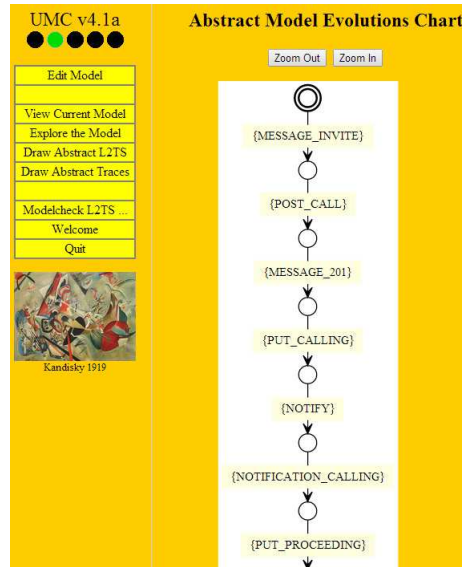 UMC v4.1a
Edit Model
View Current Model
Explore the Model
Draw Abstract L2TS
Draw Abstract Traces
Modelcheck L2TS ...
Welcome
Quit
Kandisky 1919
Abstract Model Evolutions Chart
Zoom Out Zoom In
{MESSAGE_INVITE}
{POST_CALL}
{MESSAGE_201}
{PUT_CALLING}
{NOTIFY}
{NOTIFICATION_CALLING}
{PUT_PROCEEDING}